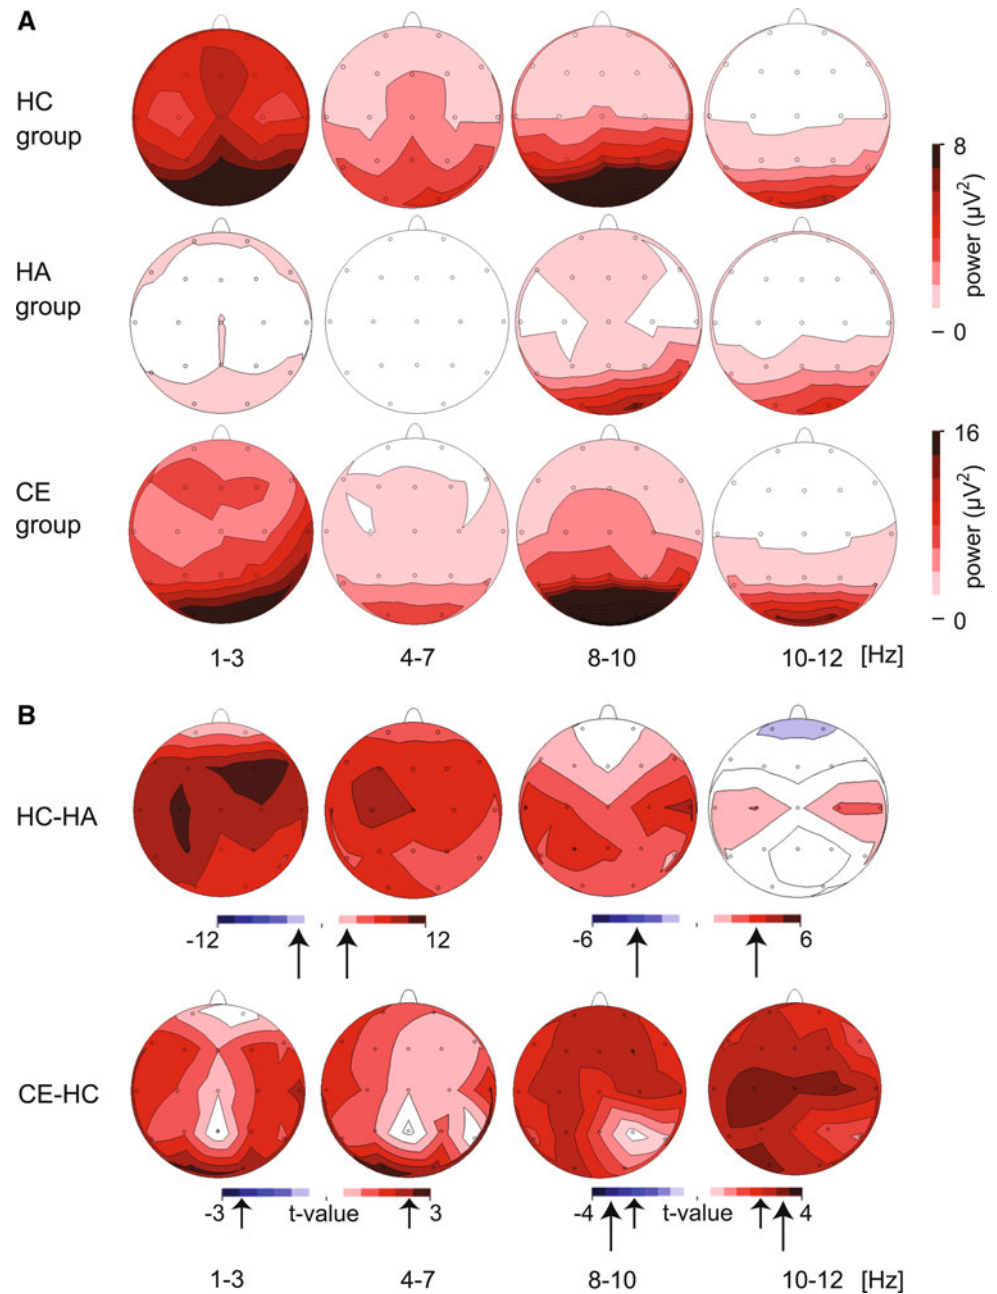 A
HC
group
8
power (µV²)
0
HA
group
16
power (µV²)
0
CE
group
1-3 4-7 8-10 10-12 [Hz]
B
HC-HA
-12 12 -6 6
CE-HC
-3 t-value 3 -4 t-value 4
1-3 4-7 8-10 10-12 [Hz]